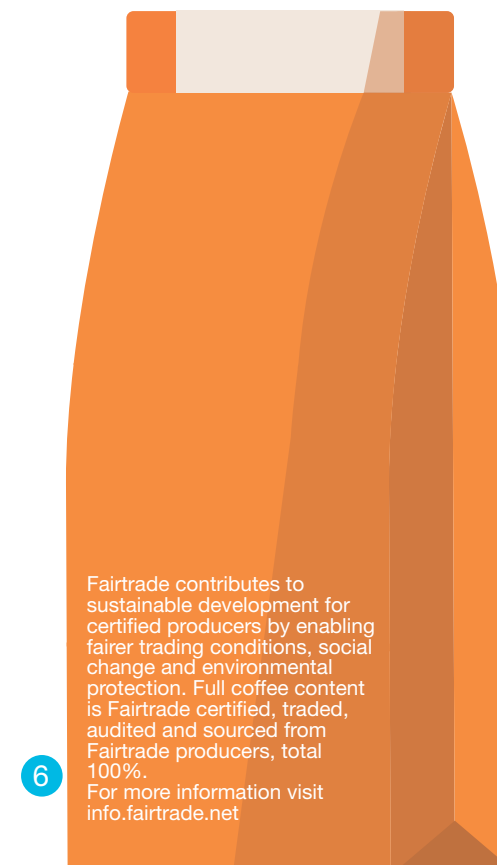 Fairtrade contributes to
sustainable development for
certified producers by enabling
fairer trading conditions, social
change and environmental
protection. Full coffee content
is Fairtrade certified, traded,
audited and sourced from
Fairtrade producers, total
100%.
For more information visit
info.fairtrade.net
6